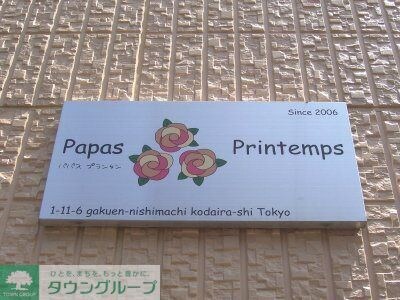 Since 2006
Papas Printemps
パパス プランタン
1-11-6 gakuen-nishimachi kodaira-shi Tokyo
TOWN GROUP
ひとを、まちを、もっと豊かに。
タウングループ